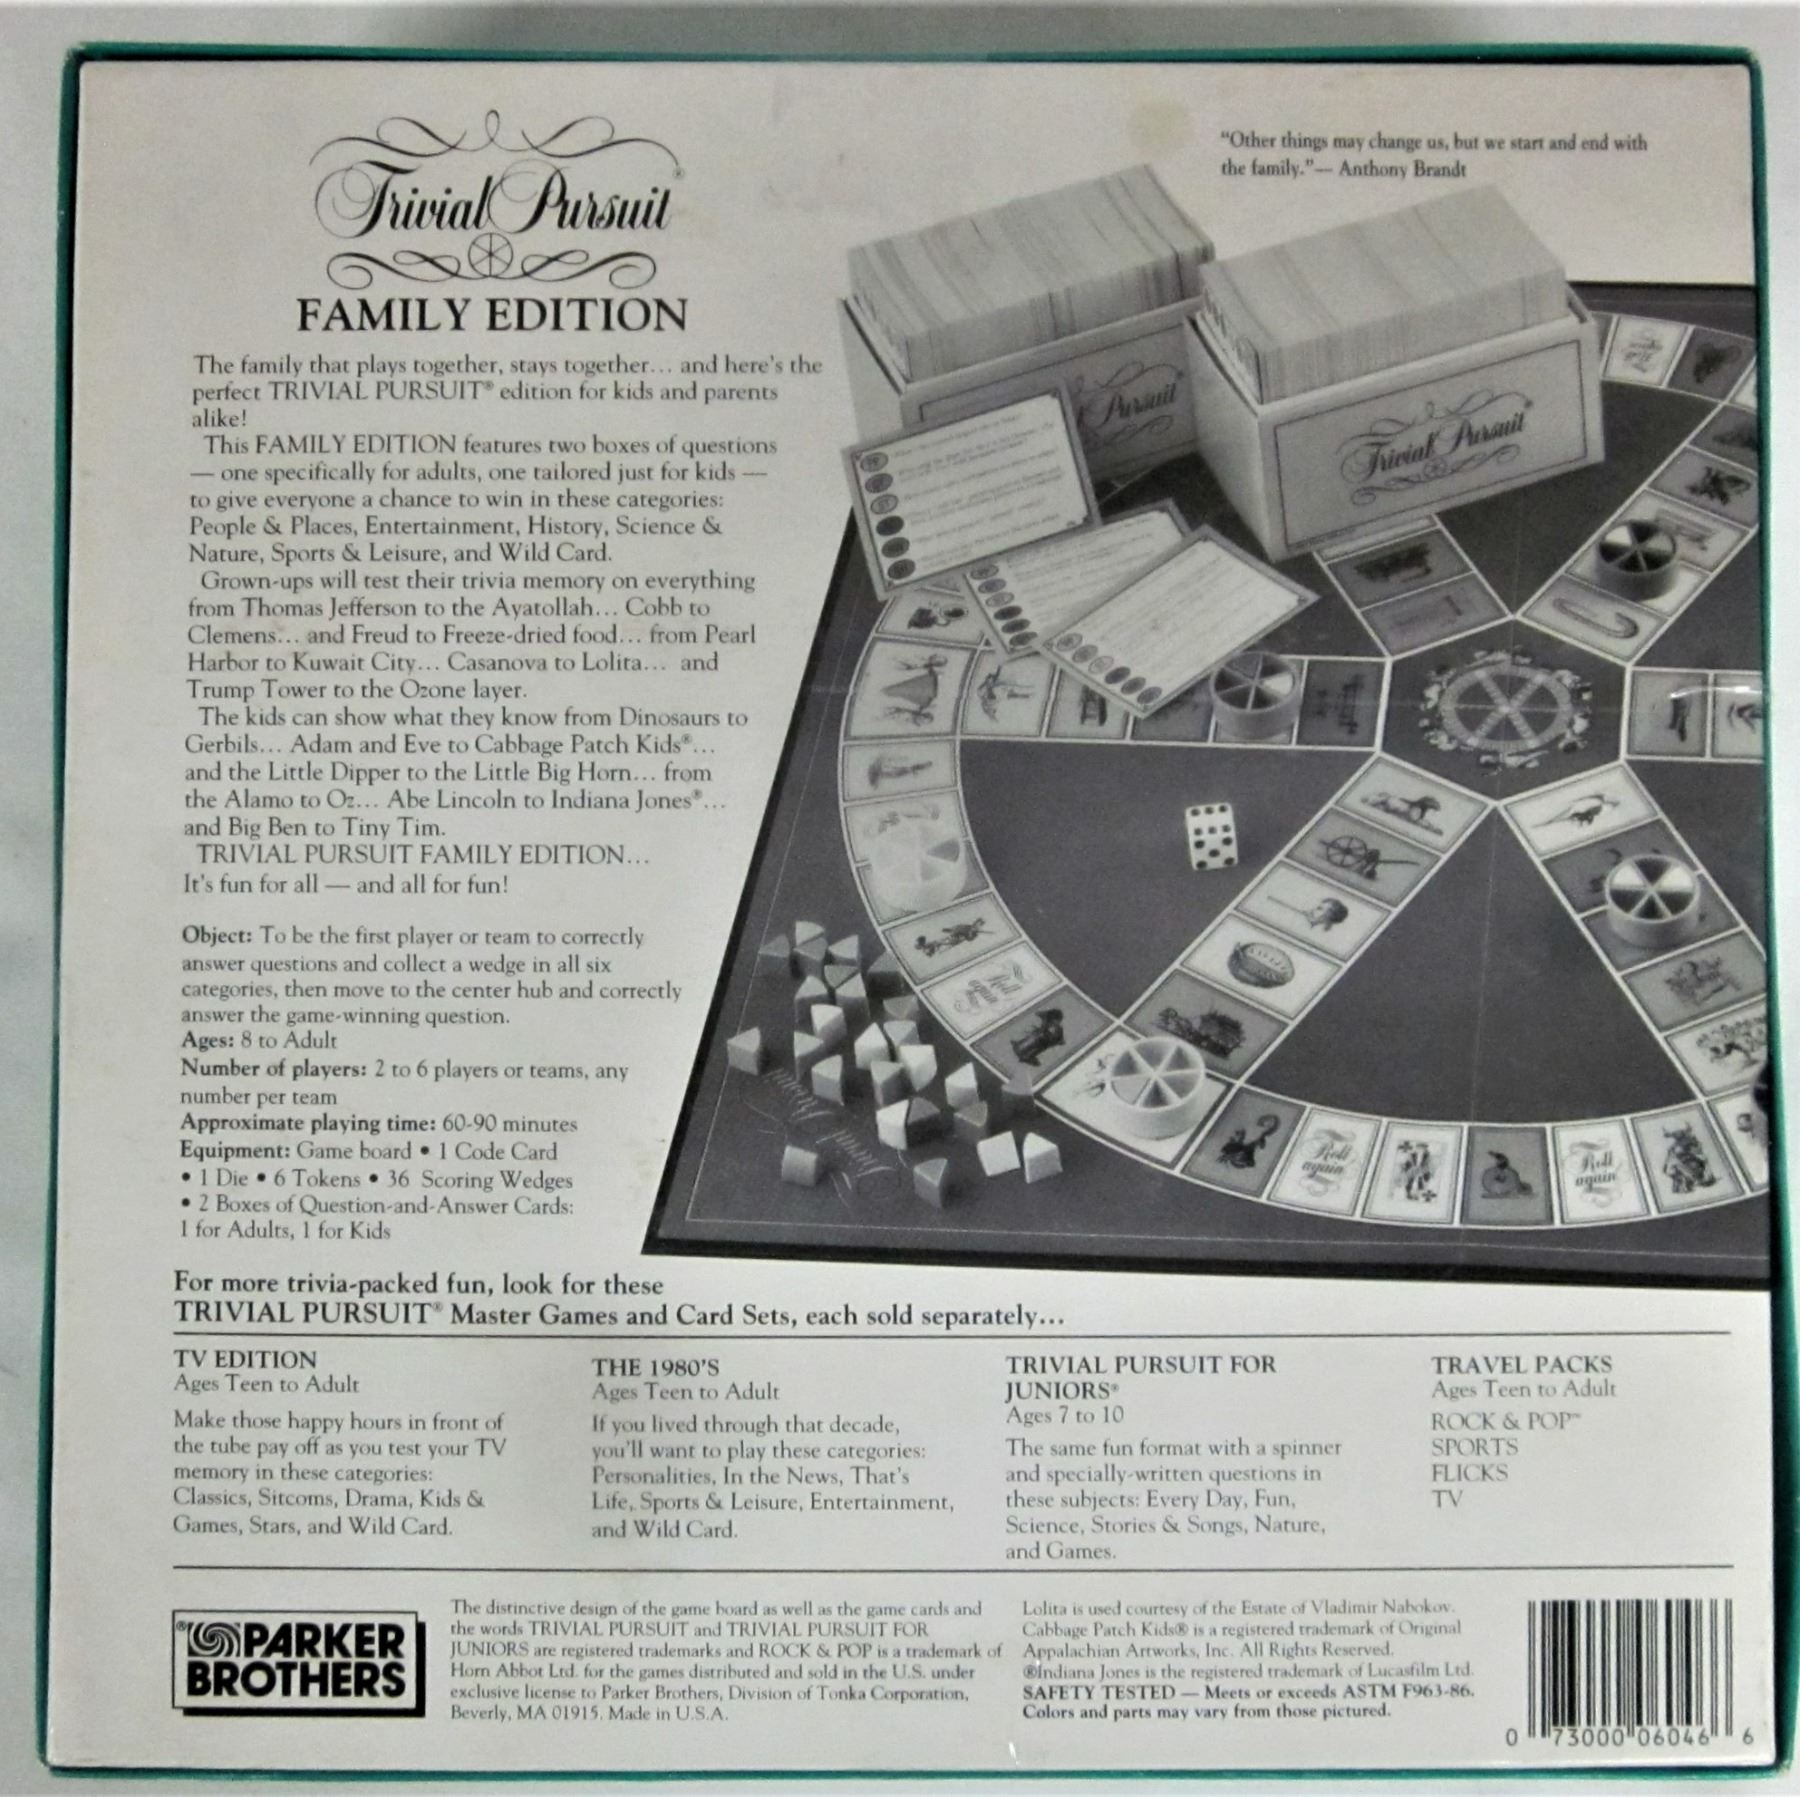 "Other things may change us, but we start and end with
the family."— Anthony Brandt
Trivial Pursuit®
FAMILY EDITION
The family that plays together, stays together... and here's the
perfect TRIVIAL PURSUIT® edition for kids and parents
alike!
This FAMILY EDITION features two boxes of questions
— one specifically for adults, one tailored just for kids —
to give everyone a chance to win in these categories:
People & Places, Entertainment, History, Science &
Nature, Sports & Leisure, and Wild Card.
Grown-ups will test their trivia memory on everything
from Thomas Jefferson to the Ayatollah... Cobb to
Clemens... and Freud to Freeze-dried food... from Pearl
Harbor to Kuwait City... Casanova to Lolita... and
Trump Tower to the Ozone layer.
The kids can show what they know from Dinosaurs to
Gerbils... Adam and Eve to Cabbage Patch Kids®...
and the Little Dipper to the Little Big Horn... from
the Alamo to Oz... Abe Lincoln to Indiana Jones®...
and Big Ben to Tiny Tim.
TRIVIAL PURSUIT FAMILY EDITION...
It's fun for all — and all for fun!
Object: To be the first player or team to correctly
answer questions and collect a wedge in all six
categories, then move to the center hub and correctly
answer the game-winning question.
Ages: 8 to Adult
Number of players: 2 to 6 players or teams, any
number per team
Approximate playing time: 60-90 minutes
Equipment: Game board • 1 Code Card
• 1 Die • 6 Tokens • 36 Scoring Wedges
• 2 Boxes of Question-and-Answer Cards:
1 for Adults, 1 for Kids
Pursuit
Trivial Pursuit
Roll again
Roll again
Roll again
Roll again
Trivial Pursuit
For more trivia-packed fun, look for these
TRIVIAL PURSUIT® Master Games and Card Sets, each sold separately...
TV EDITION
Ages Teen to Adult
Make those happy hours in front of
the tube pay off as you test your TV
memory in these categories:
Classics, Sitcoms, Drama, Kids &
Games, Stars, and Wild Card.
THE 1980'S
Ages Teen to Adult
If you lived through that decade,
you'll want to play these categories:
Personalities, In the News, That's
Life, Sports & Leisure, Entertainment,
and Wild Card.
TRIVIAL PURSUIT FOR
JUNIORS®
Ages 7 to 10
The same fun format with a spinner
and specially-written questions in
these subjects: Every Day, Fun,
Science, Stories & Songs, Nature,
and Games.
TRAVEL PACKS
Ages Teen to Adult
ROCK & POP™
SPORTS
FLICKS
TV
®PARKER
BROTHERS
The distinctive design of the game board as well as the game cards and
the words TRIVIAL PURSUIT and TRIVIAL PURSUIT FOR
JUNIORS are registered trademarks and ROCK & POP is a trademark of
Horn Abbot Ltd. for the games distributed and sold in the U.S. under
exclusive license to Parker Brothers, Division of Tonka Corporation,
Beverly, MA 01915. Made in U.S.A.
Lolita is used courtesy of the Estate of Vladimir Nabokov.
Cabbage Patch Kids® is a registered trademark of Original
Appalachian Artworks, Inc. All Rights Reserved.
®Indiana Jones is the registered trademark of Lucasfilm Ltd.
SAFETY TESTED — Meets or exceeds ASTM F963-86.
Colors and parts may vary from those pictured.
0 73000 06046 6